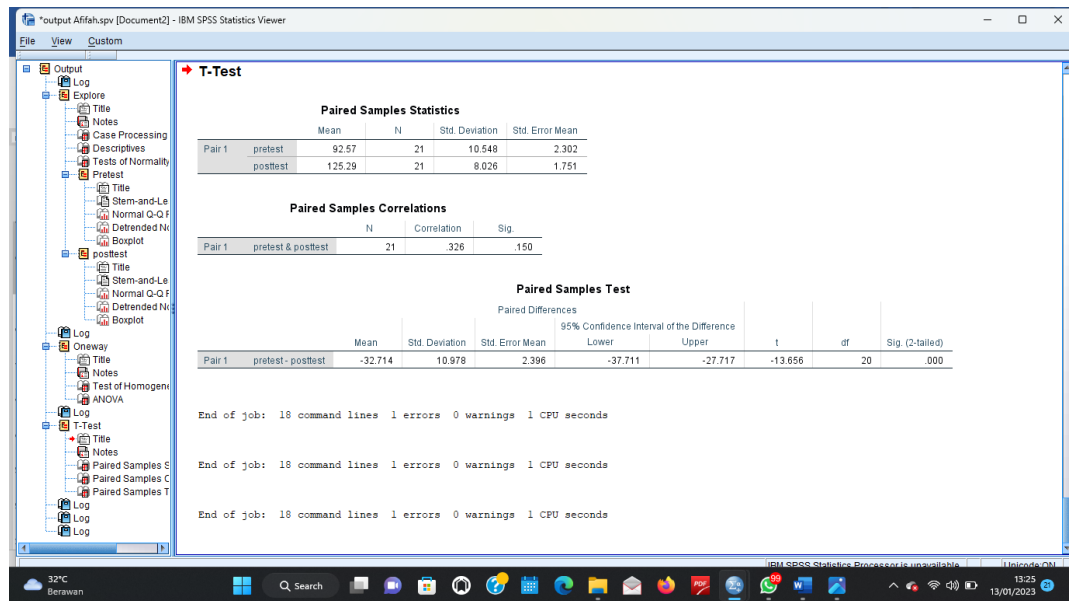 *output Afifah.spv [Document2] - IBM SPSS Statistics Viewer
File View Custom
Output
Log
Explore
Title
Notes
Case Processing
Descriptives
Tests of Normality
Pretest
Title
Stem-and-Le
Normal Q-Q F
Detrended No
Boxplot
posttest
Title
Stem-and-Le
Normal Q-Q F
Detrended No
Boxplot
Log
Oneway
Title
Notes
Test of Homogene
ANOVA
Log
T-Test
Title
Notes
Paired Samples S
Paired Samples C
Paired Samples T
Log
Log
Log
T-Test
Paired Samples Statistics
Mean N Std. Deviation Std. Error Mean
Pair 1 pretest 92.57 21 10.548 2.302
posttest 125.29 21 8.026 1.751
Paired Samples Correlations
N Correlation Sig.
Pair 1 pretest & posttest 21 .326 .150
Paired Samples Test
Paired Differences
95% Confidence Interval of the Difference
Mean Std. Deviation Std. Error Mean Lower Upper t df Sig. (2-tailed)
Pair 1 pretest - posttest -32.714 10.978 2.396 -37.711 -27.717 -13.656 20 .000
End of job: 18 command lines 1 errors 0 warnings 1 CPU seconds
End of job: 18 command lines 1 errors 0 warnings 1 CPU seconds
End of job: 18 command lines 1 errors 0 warnings 1 CPU seconds
IBM SPSS Statistics Processor is unavailable Unicode:ON
32°C
Berawan
Search
PDF
99
W
13:25
13/01/2023
21